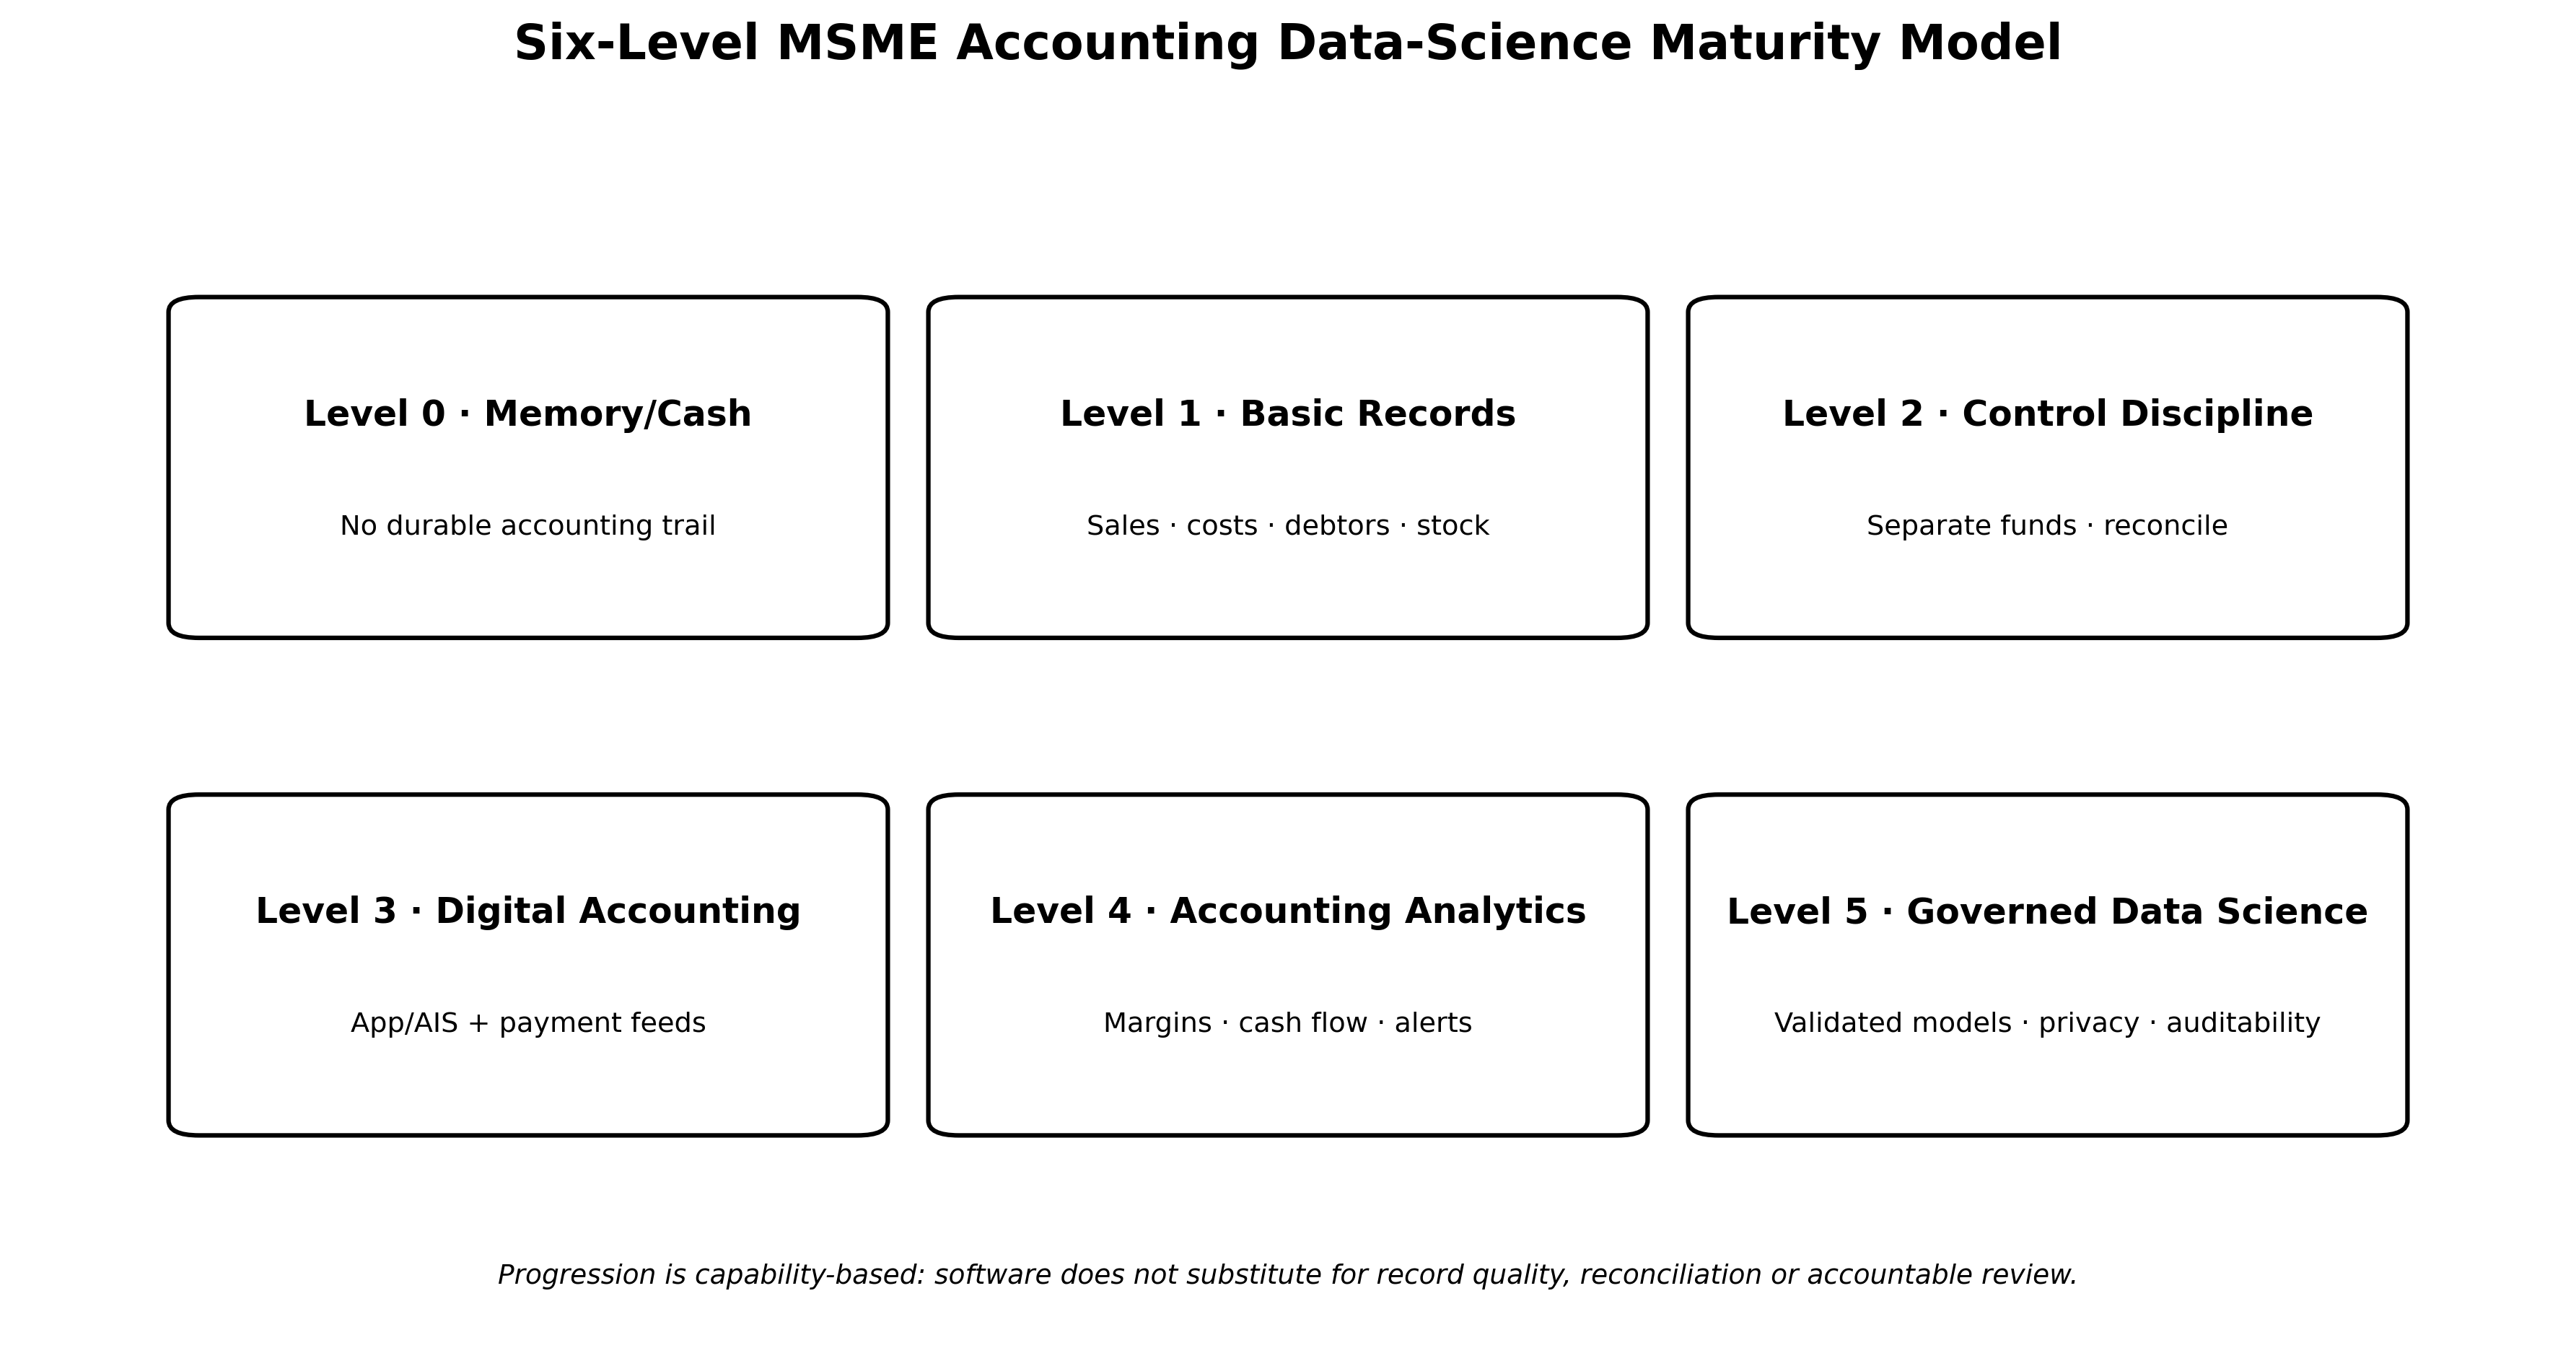 Six-Level MSME Accounting Data-Science Maturity Model
Level 0 · Memory/Cash
No durable accounting trail
Level 1 · Basic Records
Sales · costs · debtors · stock
Level 2 · Control Discipline
Separate funds · reconcile
Level 3 · Digital Accounting
App/AIS + payment feeds
Level 4 · Accounting Analytics
Margins · cash flow · alerts
Level 5 · Governed Data Science
Validated models · privacy · auditability
Progression is capability-based: software does not substitute for record quality, reconciliation or accountable review.